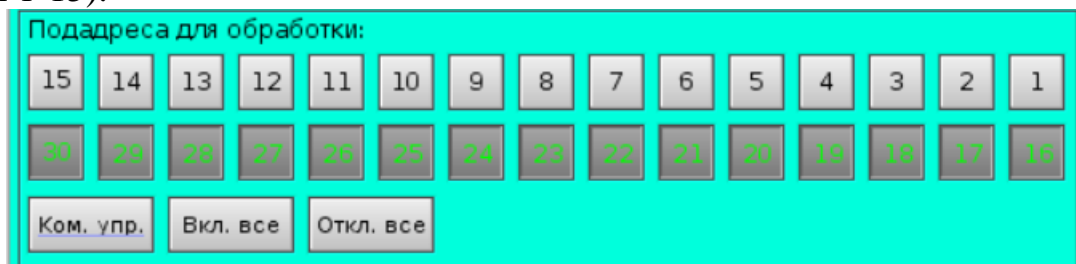 Подадреса для обработки:
15 14 13 12 11 10 9 8 7 6 5 4 3 2 1
30 29 28 27 26 25 24 23 22 21 20 19 18 17 16
Ком. упр. Вкл. все Откл. все